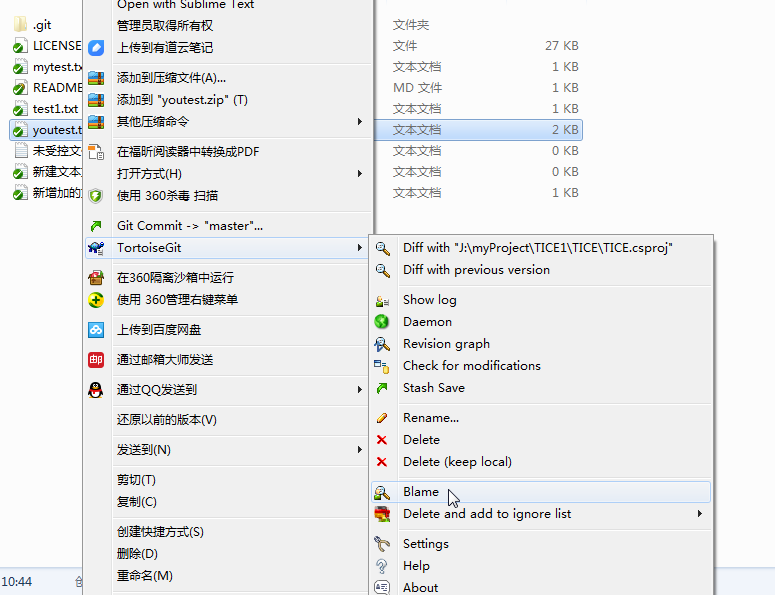 Open with Sublime Text
.git
管理员取得所有权
文件夹
LICENSE
上传到有道云笔记
文件
27 KB
mytest.tx
文本文档
1 KB
README
添加到压缩文件(A)...
MD 文件
1 KB
test1.txt
添加到 "youtest.zip" (T)
文本文档
1 KB
youtest.t
其他压缩命令
文本文档
2 KB
未受控文
在福昕阅读器中转换成PDF
文本文档
0 KB
新建文本
打开方式(H)
文本文档
0 KB
新增加的
使用 360杀毒 扫描
文本文档
1 KB
Git Commit -> "master"...
TortoiseGit
在360隔离沙箱中运行
使用 360管理右键菜单
上传到百度网盘
通过邮箱大师发送
通过QQ发送到
还原以前的版本(V)
发送到(N)
剪切(T)
复制(C)
创建快捷方式(S)
删除(D)
重命名(M)
Diff with "J:\myProject\TICE1\TICE\TICE.csproj"
Diff with previous version
Show log
Daemon
Revision graph
Check for modifications
Stash Save
Rename...
Delete
Delete (keep local)
Blame
Delete and add to ignore list
Settings
Help
About
10:44